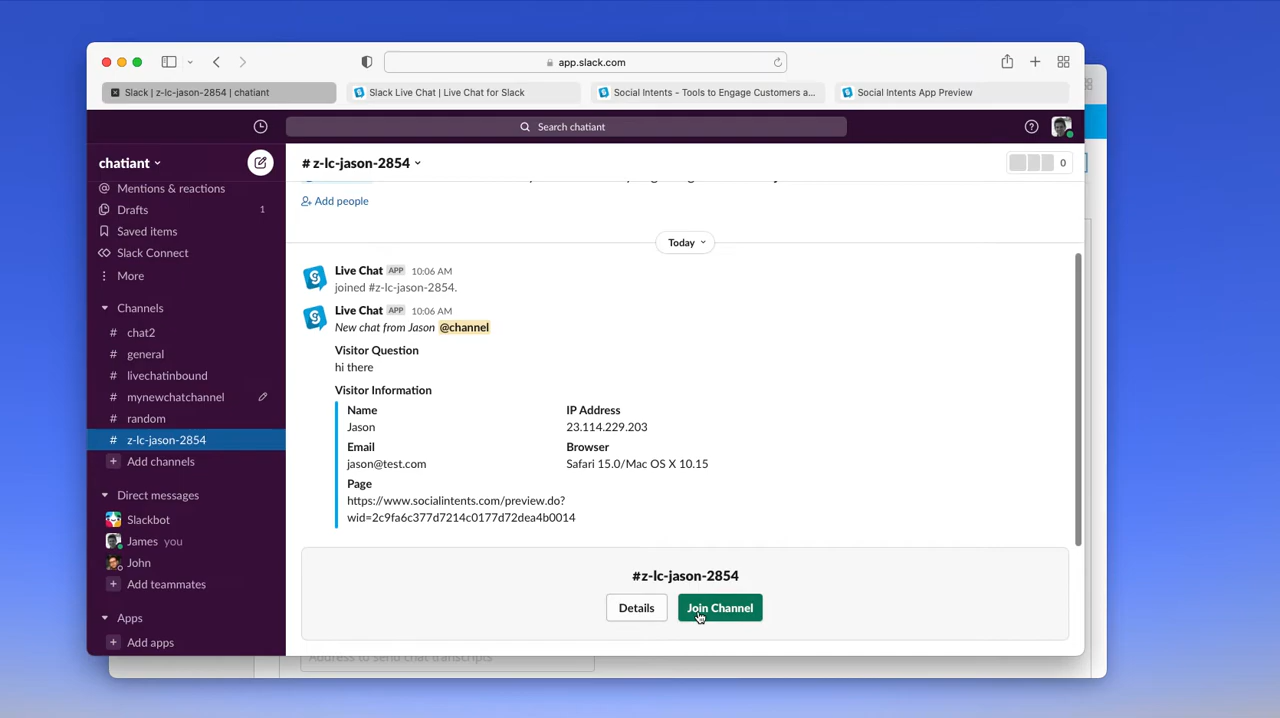 app.slack.com
Slack | z-lc-jason-2854 | chatiant
Slack Live Chat | Live Chat for Slack
Social Intents - Tools to Engage Customers a...
Social Intents App Preview
Search chatiant
chatiant
# z-lc-jason-2854
0
Mentions & reactions
Drafts
1
Saved items
Slack Connect
More
Channels
# chat2
# general
# livechatinbound
# mynewchatchannel
# random
# z-lc-jason-2854
+ Add channels
Direct messages
Slackbot
James you
John
+ Add teammates
Apps
+ Add apps
Add people
Today
Live Chat APP 10:06 AM
joined #z-lc-jason-2854.
Live Chat APP 10:06 AM
New chat from Jason @channel
Visitor Question
hi there
Visitor Information
Name
Jason
IP Address
23.114.229.203
Email
jason@test.com
Browser
Safari 15.0/Mac OS X 10.15
Page
https://www.socialintents.com/preview.do?
wid=2c9fa6c377d7214c0177d72dea4b0014
#z-lc-jason-2854
Details
Join Channel
Address to send chat transcripts